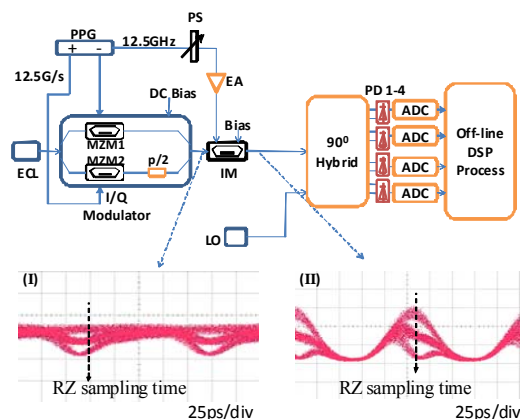 PS
PPG
+ -
12.5GHz
12.5G/s
EA
DC Bias
PD 1-4
MZM1
Bias
ADC
ADC
ADC
ADC
90⁰
Hybrid
Off-line
DSP
Process
MZM2
p/2
ECL
IM
I/Q
Modulator
LO
(I)
(II)
RZ sampling time
RZ sampling time
25ps/div
25ps/div